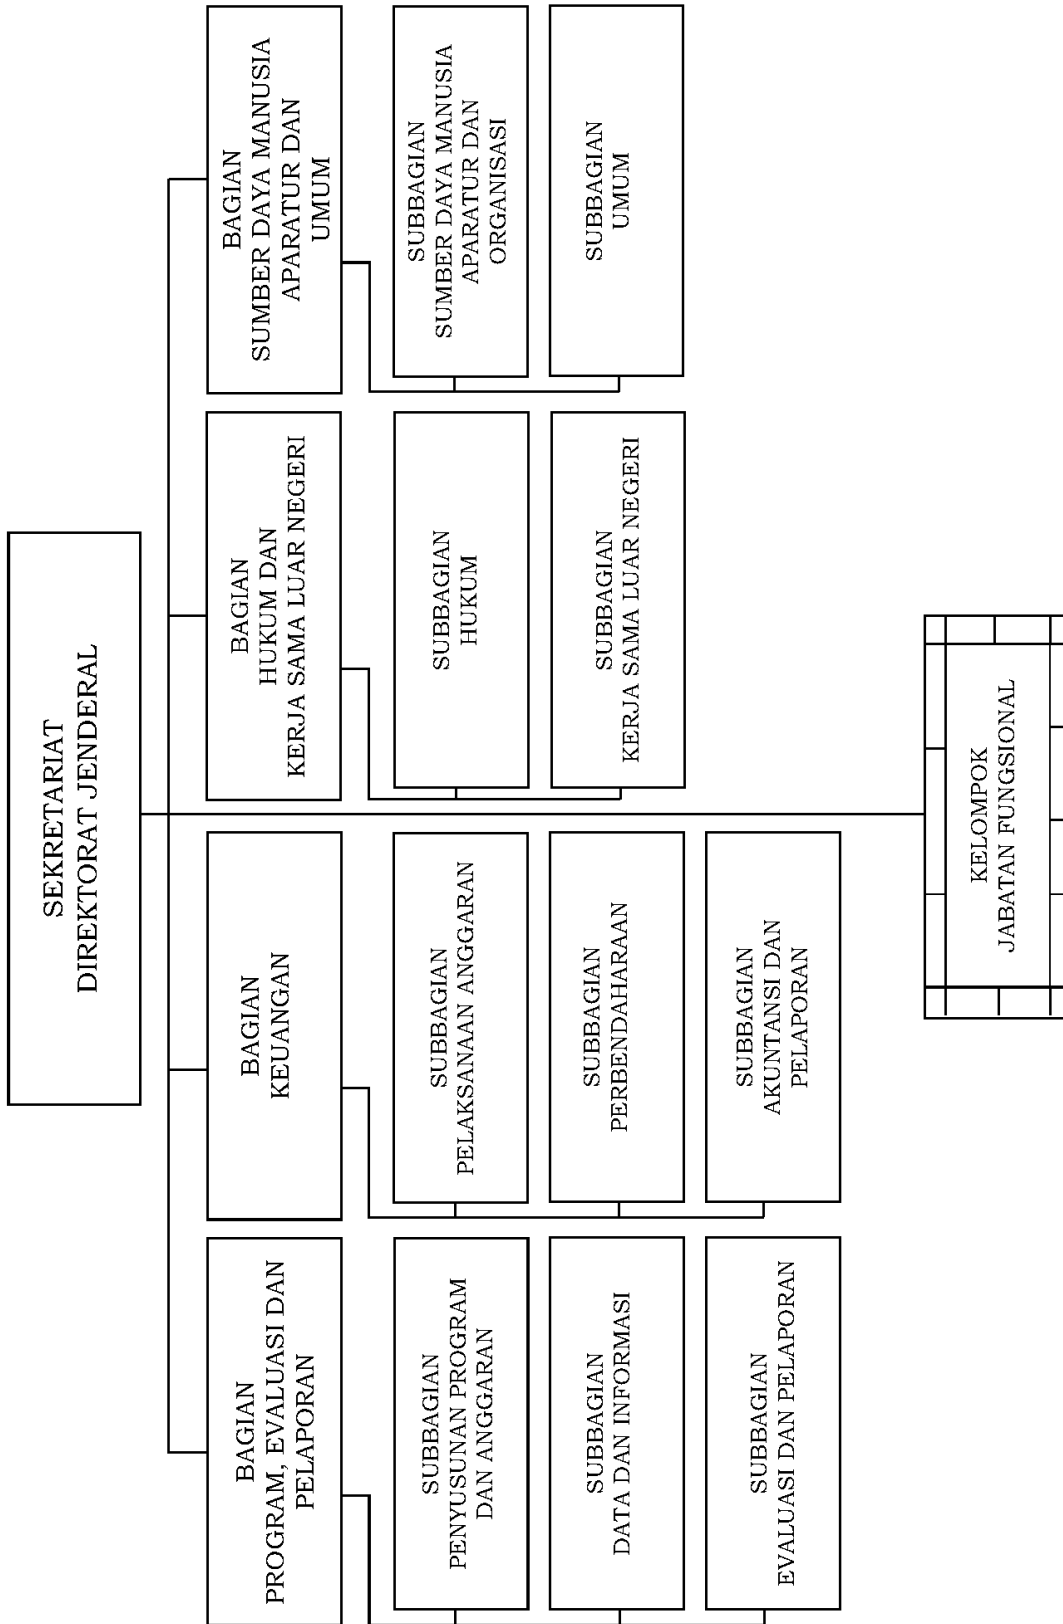 SEKRETARIAT
DIREKTORAT JENDERAL
BAGIAN
PROGRAM, EVALUASI DAN
PELAPORAN
BAGIAN
KEUANGAN
BAGIAN
HUKUM DAN
KERJA SAMA LUAR NEGERI
BAGIAN
SUMBER DAYA MANUSIA
APARATUR DAN
UMUM
SUBBAGIAN
PENYUSUNAN PROGRAM
DAN ANGGARAN
SUBBAGIAN
PELAKSANAAN ANGGARAN
SUBBAGIAN
HUKUM
SUBBAGIAN
SUMBER DAYA MANUSIA
APARATUR DAN
ORGANISASI
SUBBAGIAN
DATA DAN INFORMASI
SUBBAGIAN
PERBENDAHARAAN
SUBBAGIAN
KERJA SAMA LUAR NEGERI
SUBBAGIAN
UMUM
SUBBAGIAN
EVALUASI DAN PELAPORAN
SUBBAGIAN
AKUNTANSI DAN
PELAPORAN
KELOMPOK
JABATAN FUNGSIONAL